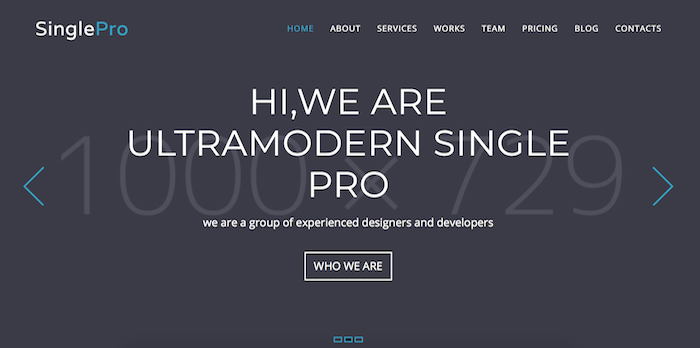 SinglePro
HOME ABOUT SERVICES WORKS TEAM PRICING BLOG CONTACTS
HI,WE ARE
ULTRAMODERN SINGLE
PRO
1000 × 729
we are a group of experienced designers and developers
WHO WE ARE